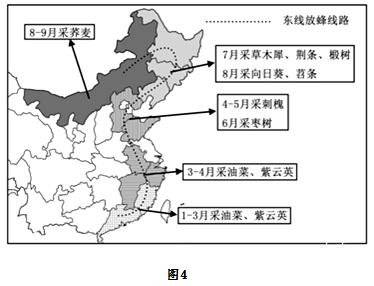 东线放蜂线路
8-9月采荞麦
7月采草木犀、荆条、椴树
8月采向日葵、苕条
4-5月采刺槐
6月采枣树
3-4月采油菜、紫云英
1-3月采油菜、紫云英
图4